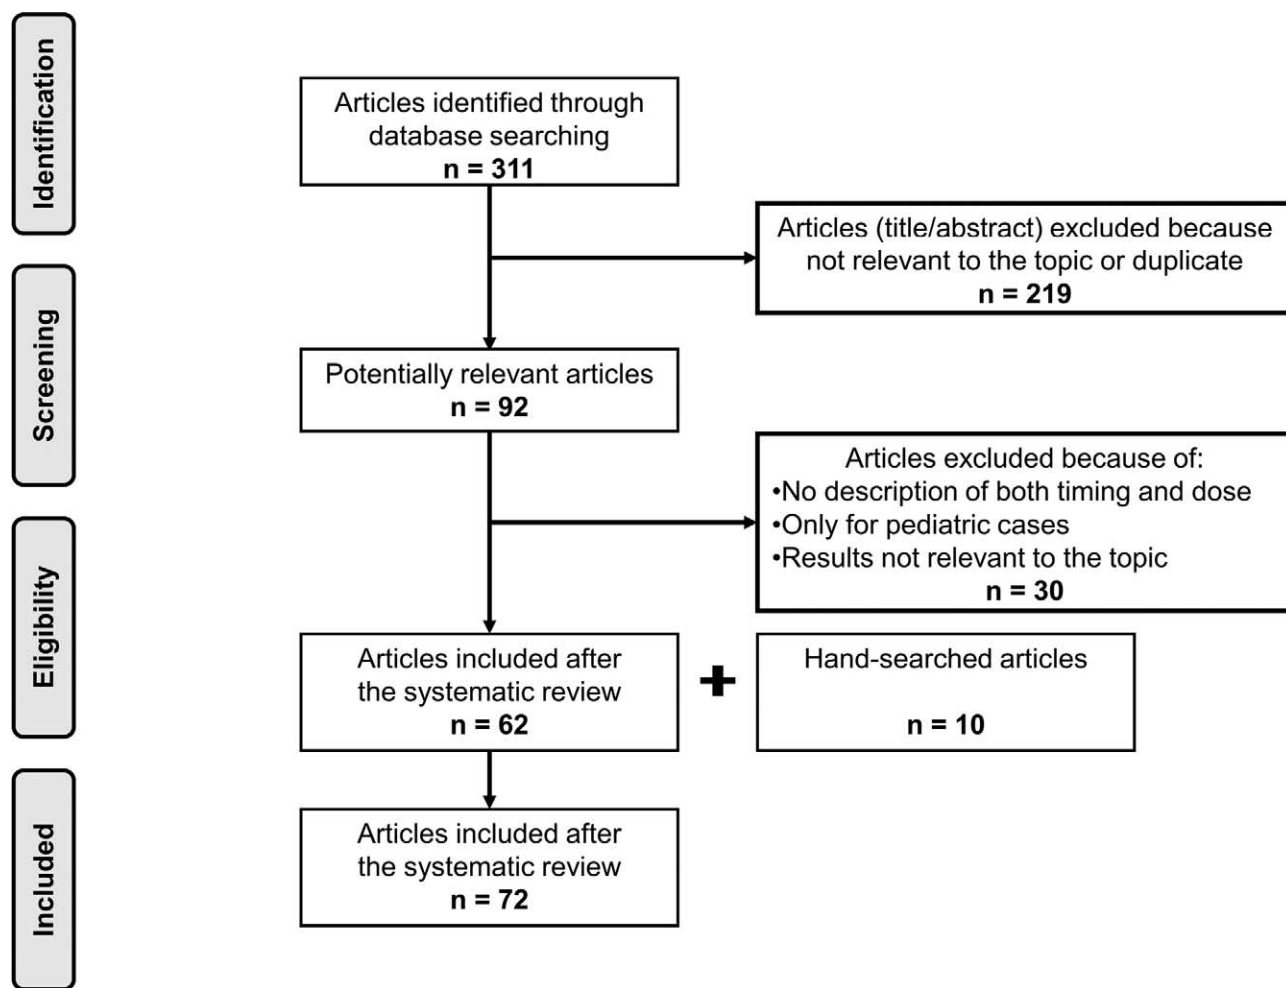 Identification
Articles identified through
database searching
n = 311
Articles (title/abstract) excluded because
not relevant to the topic or duplicate
n = 219
Screening
Potentially relevant articles
n = 92
Articles excluded because of:
•No description of both timing and dose
•Only for pediatric cases
•Results not relevant to the topic
n = 30
Eligibility
Articles included after
the systematic review
n = 62
+
Hand-searched articles
n = 10
Included
Articles included after
the systematic review
n = 72